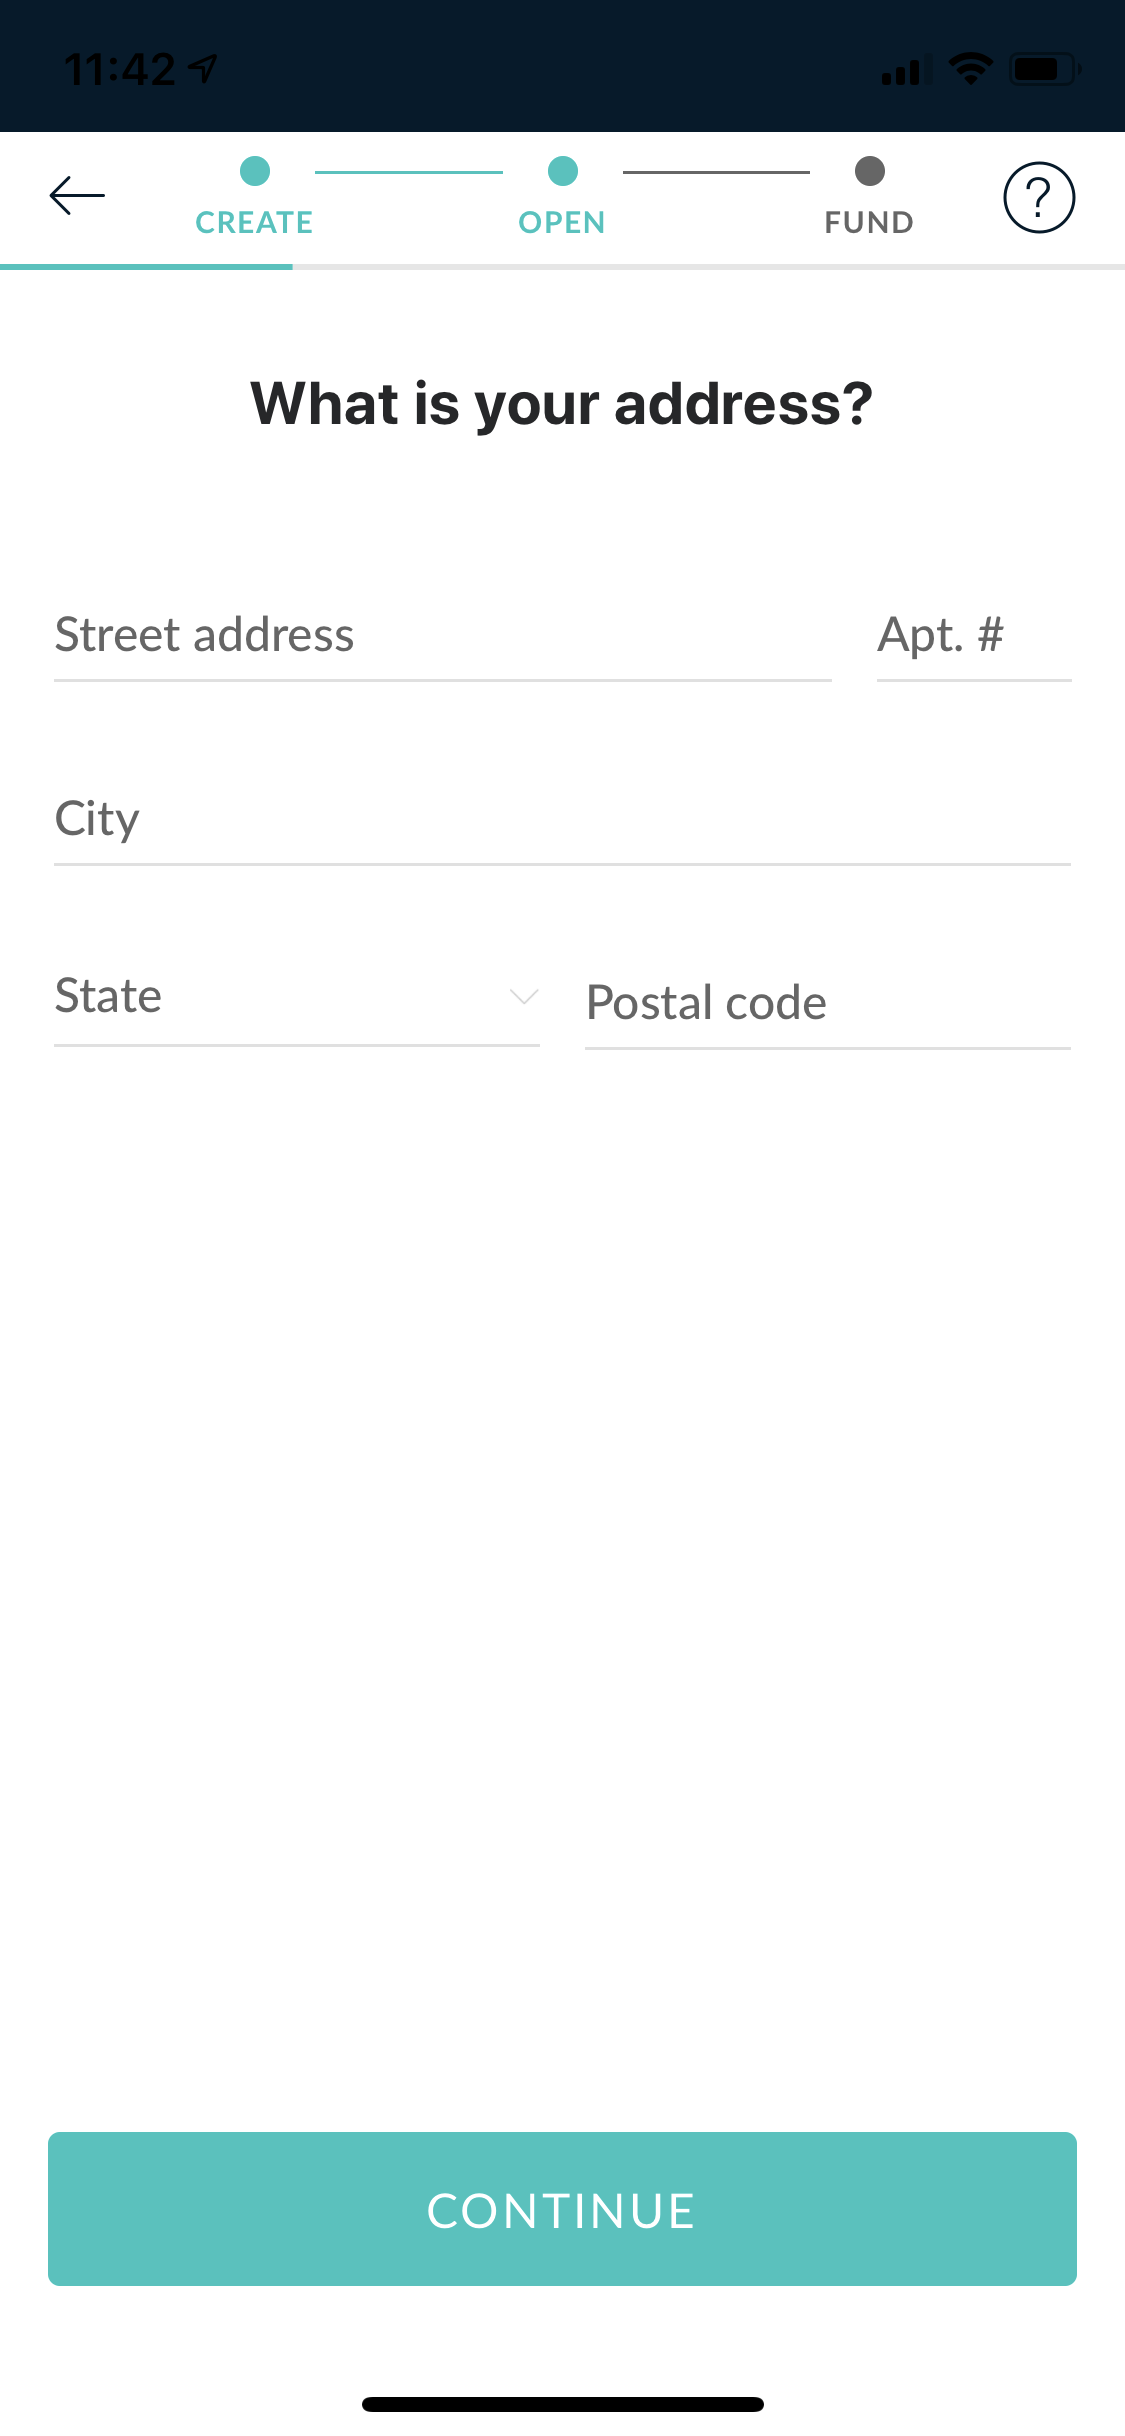 11:42
CREATE OPEN FUND ?
What is your address?
Street address Apt. #
City
State Postal code
CONTINUE